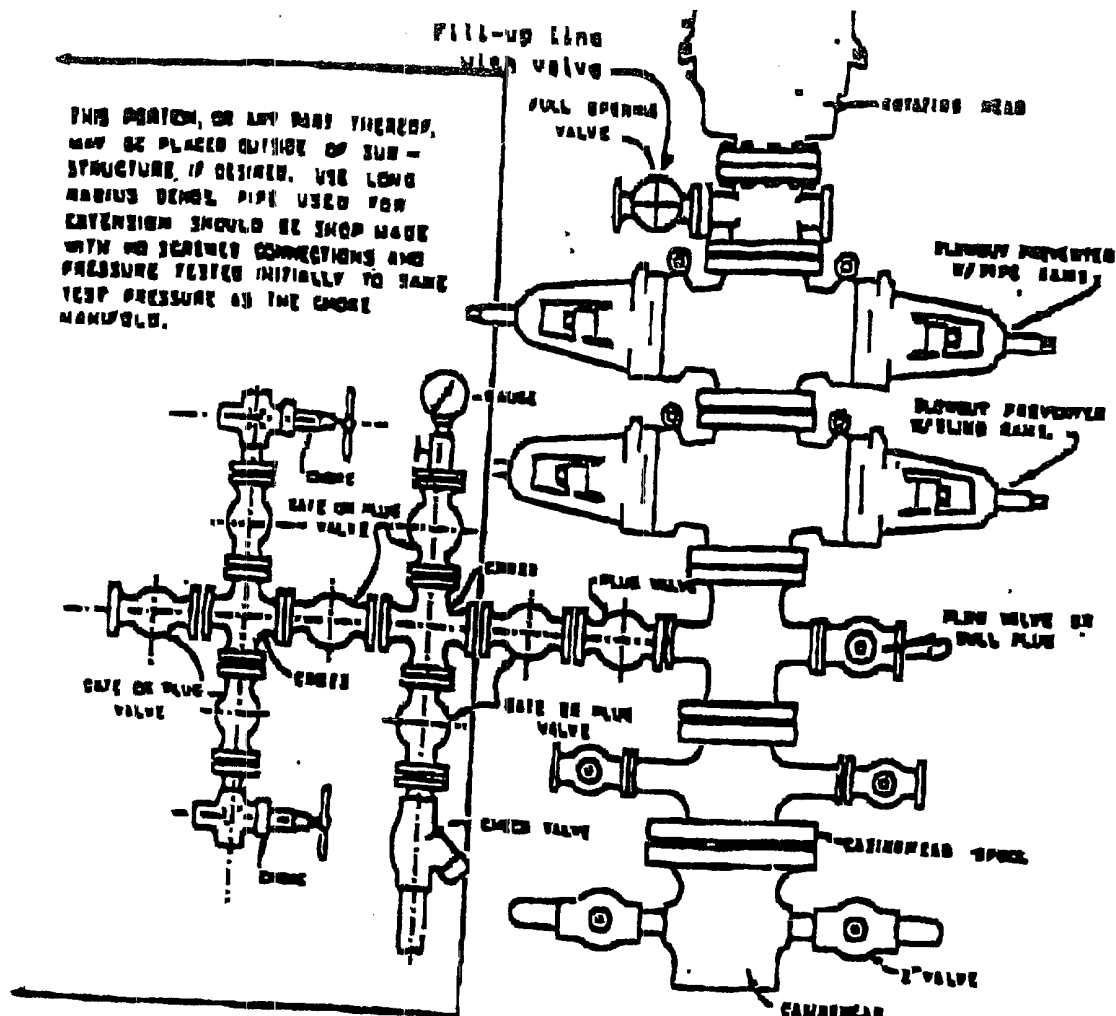 Fill-up Line
with valve
FULL OPENING
VALVE
ROTATING HEAD
THIS PORTION, OR ANY PART THEREOF,
MAY BE PLACED OUTSIDE OF SUB-
STRUCTURE, IF DESIRED. USE LONG
RADIUS BENDS. PIPE USED FOR
EXTENSION SHOULD BE SHOP MADE
WITH NO SCREWED CONNECTIONS AND
PRESSURE TESTED INITIALLY TO SAME
TEST PRESSURE AS THE CHOKE
MANIFOLD.
BLOWOUT PREVENTER
W/PIPE RAMS.
GAUGE
BLOWOUT PREVENTER
W/BLIND RAMS.
CHOKE
GATE OR PLUG
VALVE
CROSS
PLUG VALVE
VALVE OR
BULL PLUG
GATE OR PLUG
VALVE
CROSS
GATE OR PLUG
VALVE
CHECK VALVE
CASINGHEAD SPOOL
CHOKE
2" VALVE
CASINGHEAD